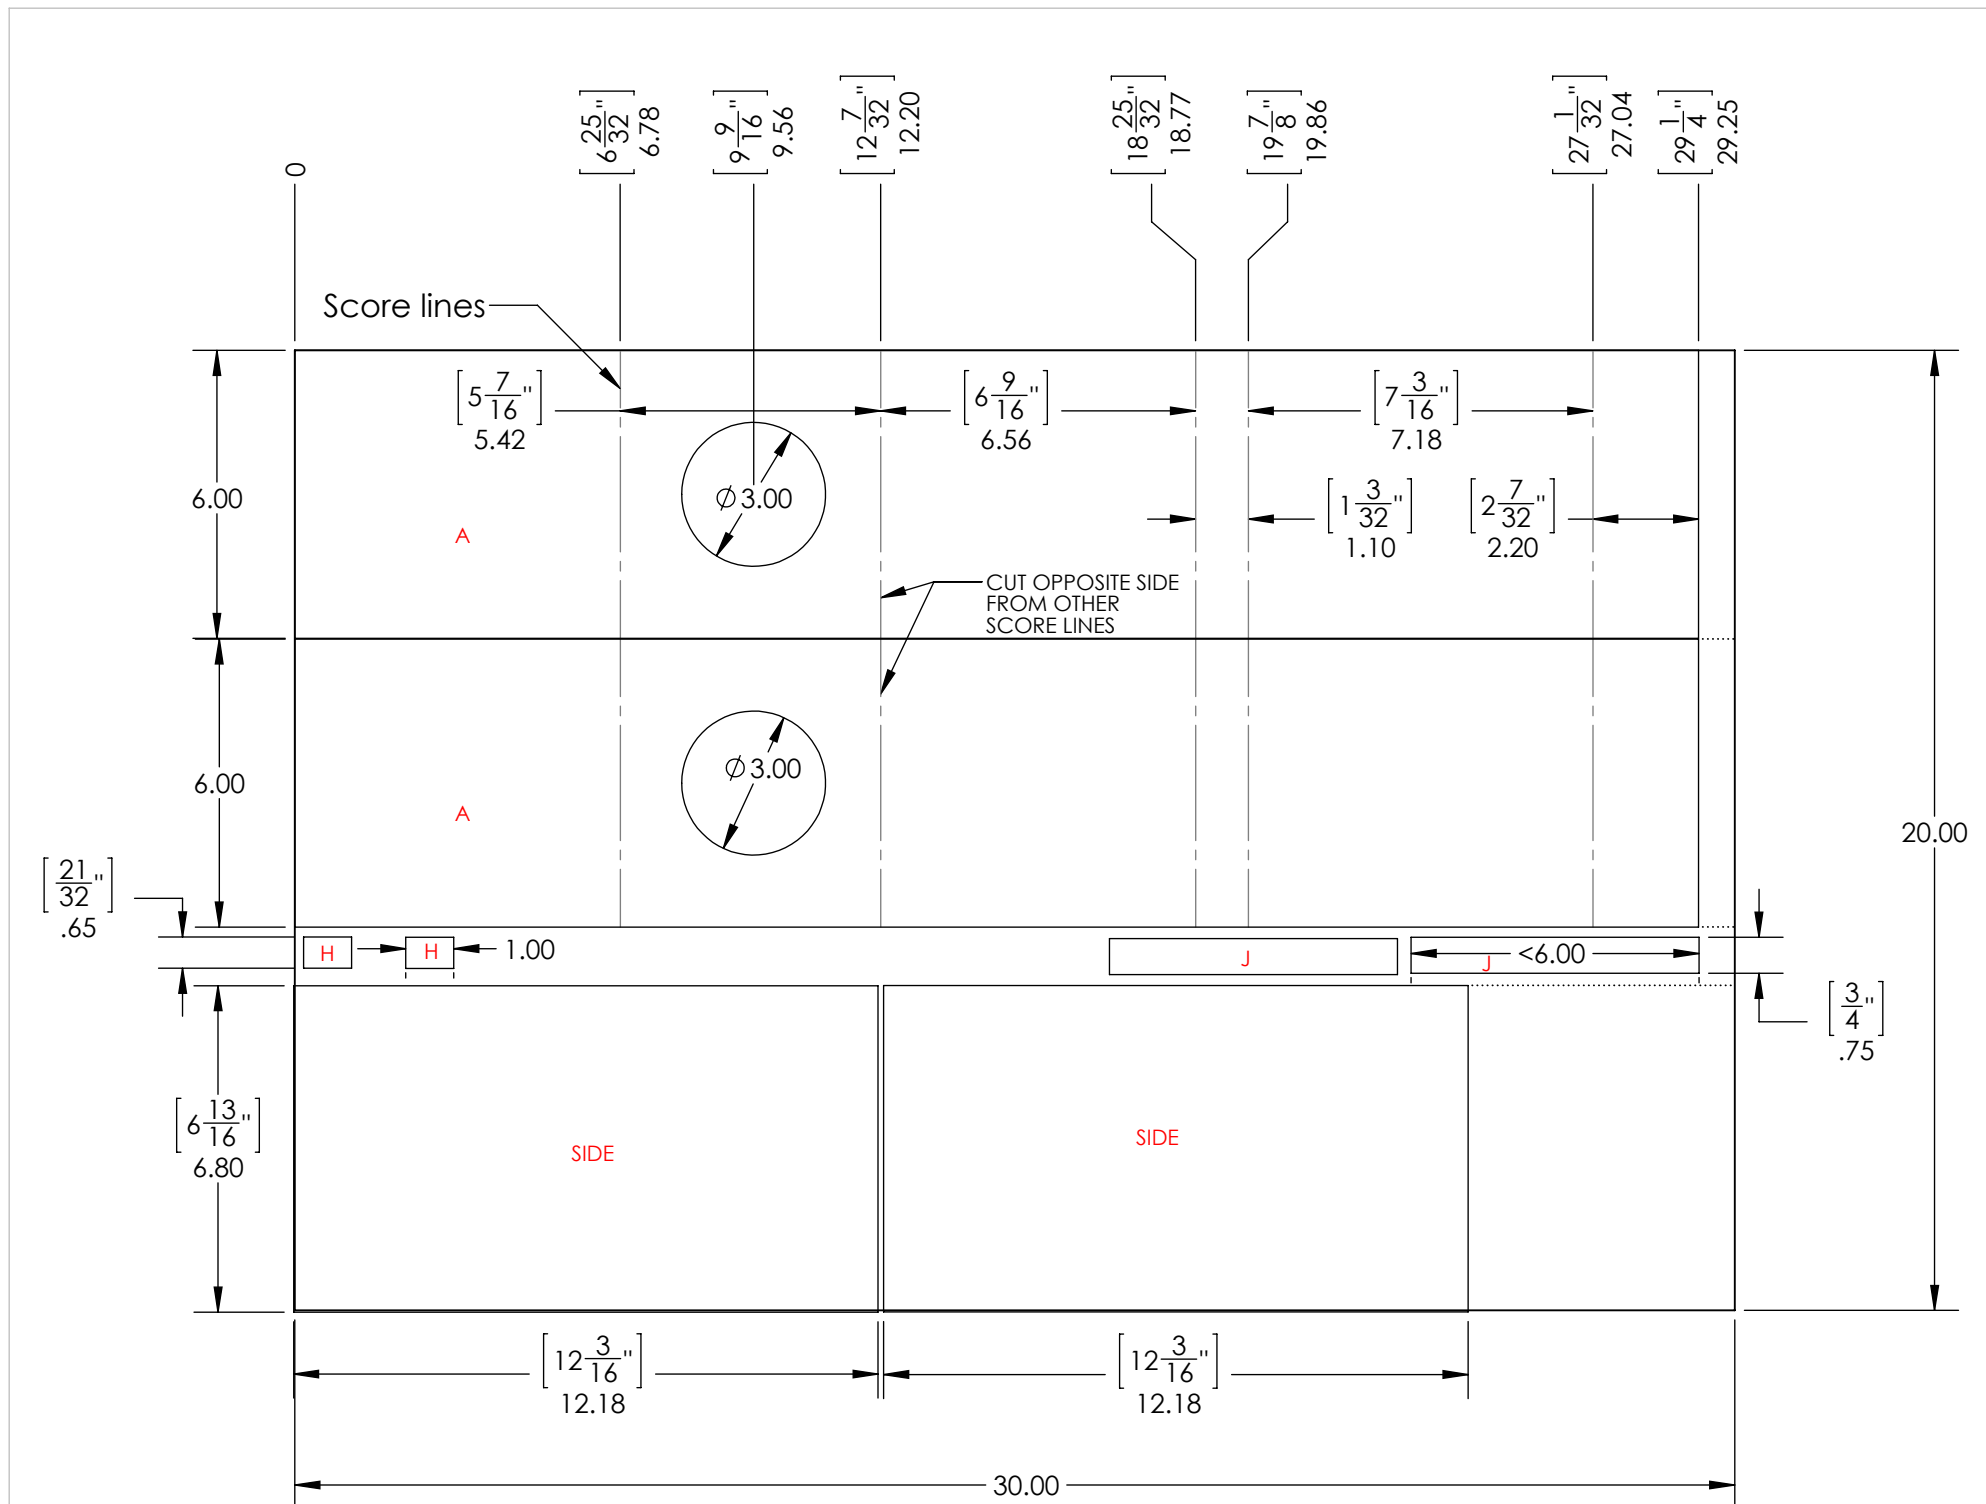 0
[6 25/32"]
6.78
[9 9/16"]
9.56
[12 7/32"]
12.20
[18 25/32"]
18.77
[19 7/8"]
19.86
[27 1/32"]
27.04
[29 1/4"]
29.25
Score lines
[5 7/16"]
5.42
[6 9/16"]
6.56
[7 3/16"]
7.18
6.00
A
Ø3.00
[1 3/32"]
1.10
[2 7/32"]
2.20
CUT OPPOSITE SIDE
FROM OTHER
SCORE LINES
6.00
A
Ø3.00
20.00
[21/32"]
.65
H
H
1.00
J
J
<6.00
[3/4"]
.75
[6 13/16"]
6.80
SIDE
SIDE
[12 3/16"]
12.18
[12 3/16"]
12.18
30.00